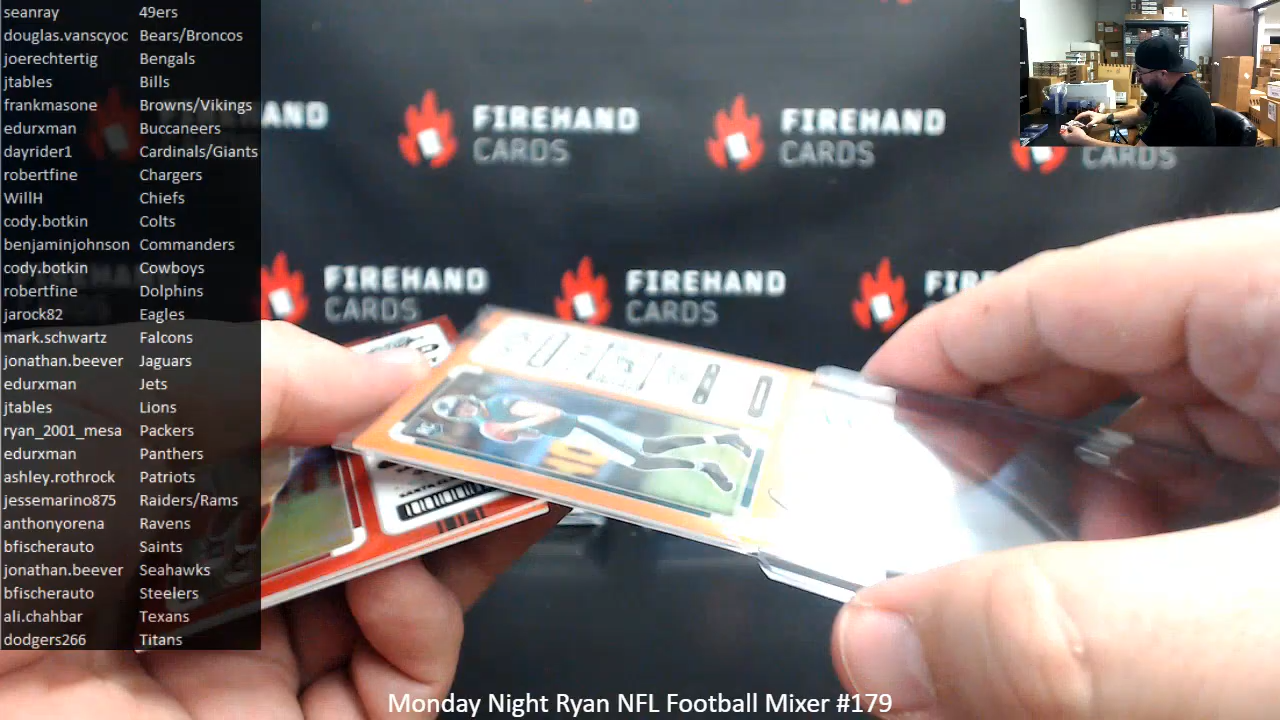 seanray 49ers
douglas.vanscyoc Bears/Broncos
joerechtertig Bengals
jtables Bills
frankmasone Browns/Vikings
edurxman Buccaneers
dayrider1 Cardinals/Giants
robertfine Chargers
WillH Chiefs
cody.botkin Colts
benjaminjohnson Commanders
cody.botkin Cowboys
robertfine Dolphins
jarock82 Eagles
mark.schwartz Falcons
jonathan.beever Jaguars
edurxman Jets
jtables Lions
ryan_2001_mesa Packers
edurxman Panthers
ashley.rothrock Patriots
jessemarino875 Raiders/Rams
anthonyorena Ravens
bfischerauto Saints
jonathan.beever Seahawks
bfischerauto Steelers
ali.chahbar Texans
dodgers266 Titans
FIREHAND
CARDS
FIREHAND
CARDS
CARDS
FIREHAND
CARDS
FIREHAND
CARDS
Monday Night Ryan NFL Football Mixer #179